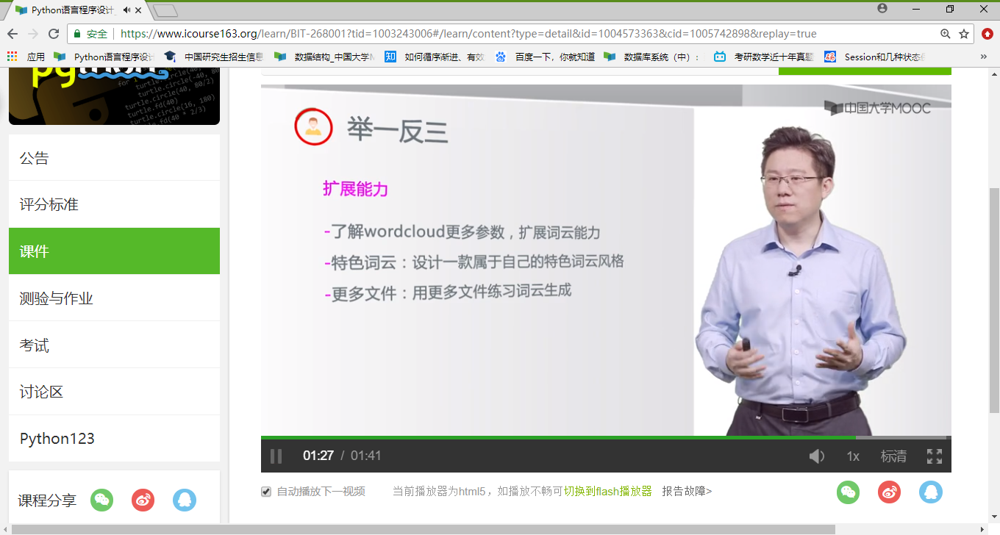 Python语言程序设计_
安全 https://www.icourse163.org/learn/BIT-268001?tid=1003243006#/learn/content?type=detail&id=1004573363&cid=1005742898&replay=true
应用 Python语言程序设计 中国研究生招生信息 数据结构_中国大学M 知 如何循序渐进、有效 百度一下，你就知道 数据库系统（中）: 考研数学近十年真题 Session和几种状态 »
python
turtle.circle(40, 80/2)
turtle.fd(40)
turtle.circle(16, 180)
turtle.fd(40 * 2/3)
公告
评分标准
课件
测验与作业
考试
讨论区
Python123
课程分享
中国大学MOOC
举一反三
扩展能力
-了解wordcloud更多参数，扩展词云能力
-特色词云：设计一款属于自己的特色词云风格
-更多文件：用更多文件练习词云生成
01:27 / 01:41 1x 标清
自动播放下一视频 当前播放器为html5，如播放不畅可切换到flash播放器 报告故障>